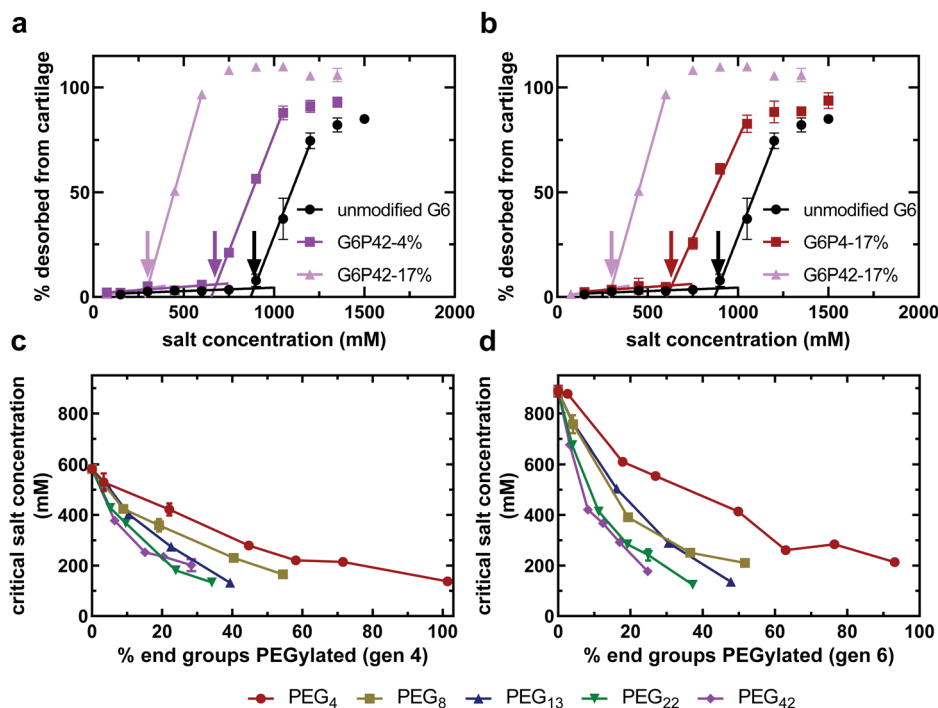 a
b
% desorbed from cartilage
100
50
0
unmodified G6
G6P42-4%
G6P42-17%
0 500 1000 1500 2000
salt concentration (mM)
% desorbed from cartilage
100
50
0
unmodified G6
G6P4-17%
G6P42-17%
0 500 1000 1500 2000
salt concentration (mM)
c
d
critical salt concentration
(mM)
800
600
400
200
0
0 20 40 60 80 100
% end groups PEGylated (gen 4)
critical salt concentration
(mM)
800
600
400
200
0
0 20 40 60 80 100
% end groups PEGylated (gen 6)
PEG₄ PEG₈ PEG₁₃ PEG₂₂ PEG₄₂